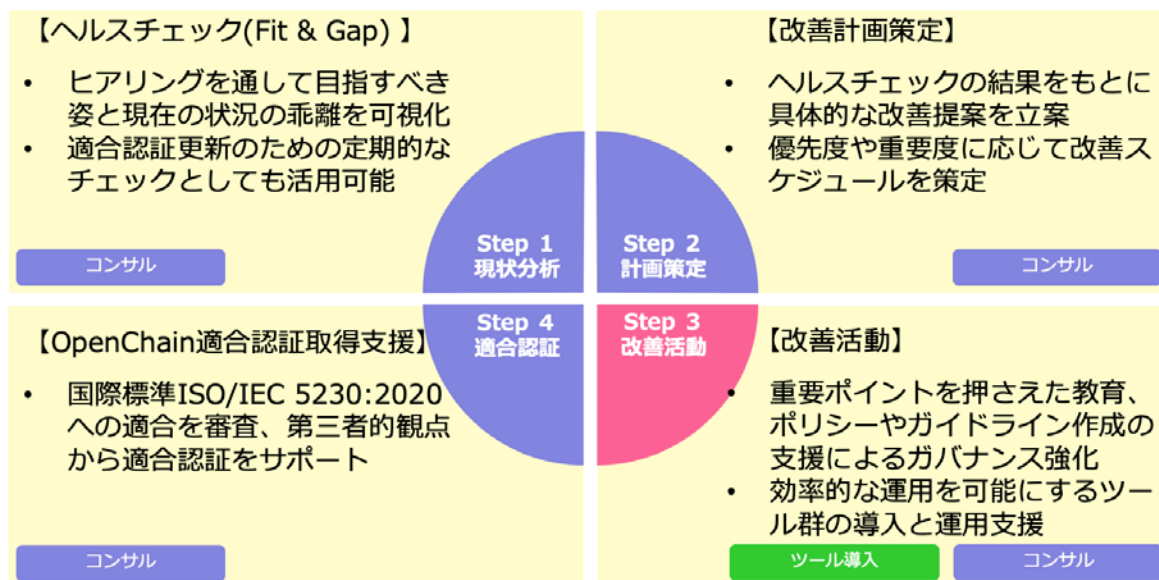 【ヘルスチェック(Fit & Gap) 】
• ヒアリングを通して目指すべき
姿と現在の状況の乖離を可視化
• 適合認証更新のための定期的な
チェックとしても活用可能
Step 1
現状分析
コンサル
【改善計画策定】
• ヘルスチェックの結果をもとに
具体的な改善提案を立案
• 優先度や重要度に応じて改善ス
ケジュールを策定
Step 2
計画策定
コンサル
【OpenChain適合認証取得支援】
• 国際標準ISO/IEC 5230:2020
への適合を審査、第三者的観点
から適合認証をサポート
Step 4
適合認証
コンサル
Step 3
改善活動
【改善活動】
• 重要ポイントを押さえた教育、
ポリシーやガイドライン作成の
支援によるガバナンス強化
• 効率的な運用を可能にするツー
ル群の導入と運用支援
ツール導入
コンサル